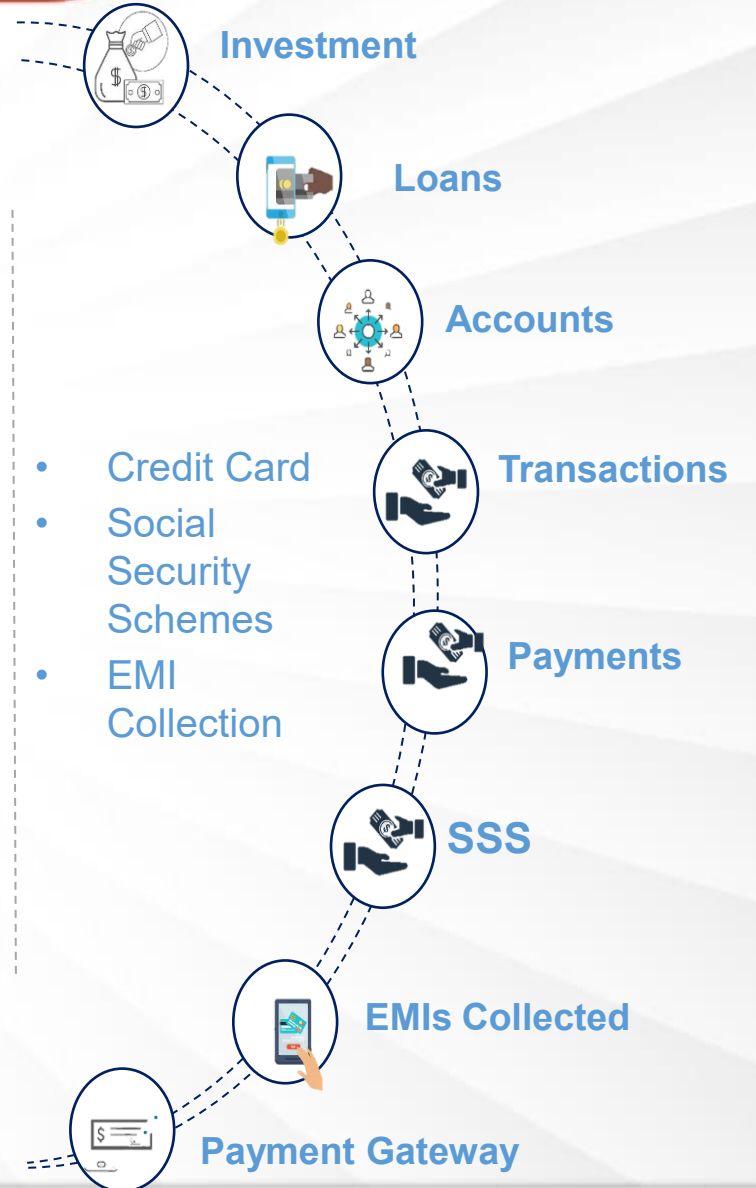 Investment
Loans
Accounts
Transactions
Payments
SSS
EMIs Collected
Payment Gateway
• Credit Card
• Social
Security
Schemes
• EMI
Collection